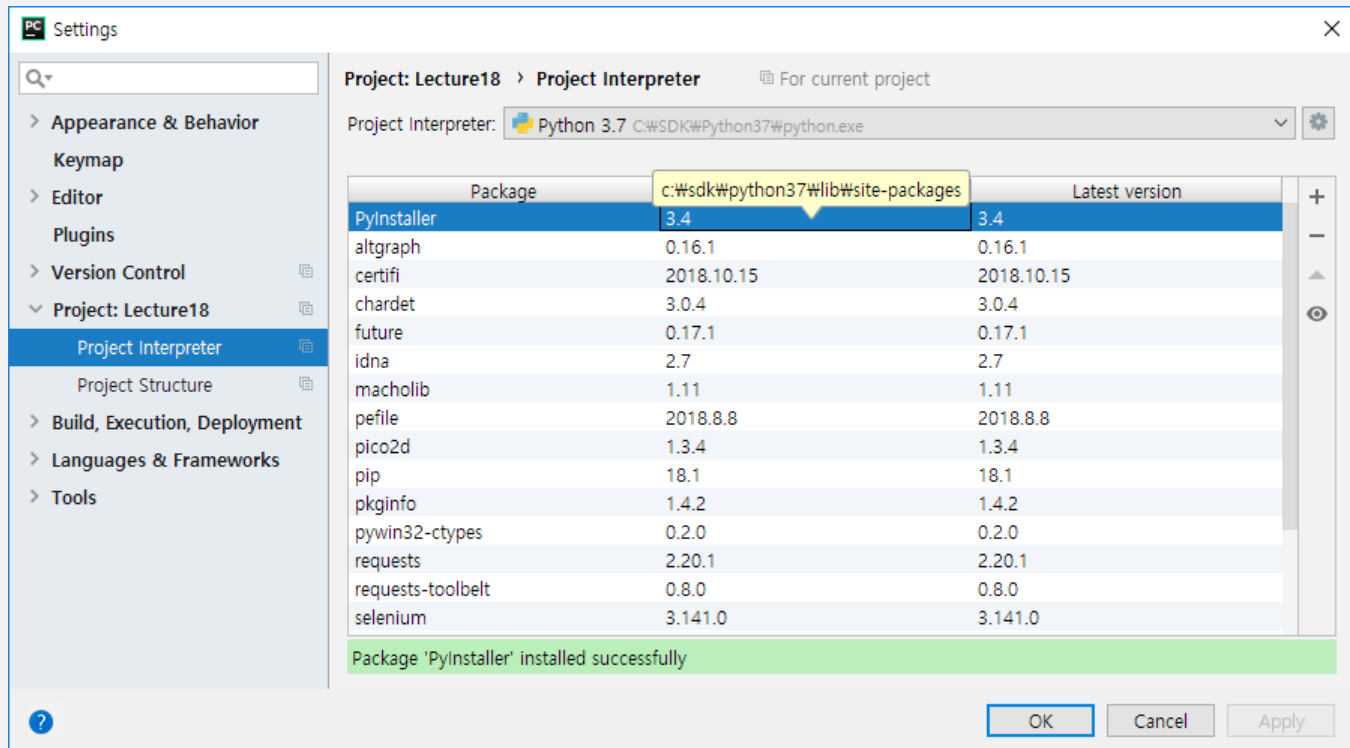 PC Settings
Project: Lecture18 › Project Interpreter For current project
Appearance & Behavior
Keymap
Editor
Plugins
Version Control
Project: Lecture18
Project Interpreter
Project Structure
Build, Execution, Deployment
Languages & Frameworks
Tools
Project Interpreter: Python 3.7 C:₩SDK₩Python37₩python.exe
c:₩sdk₩python37₩lib₩site-packages
Package Latest version
PyInstaller 3.4 3.4
altgraph 0.16.1 0.16.1
certifi 2018.10.15 2018.10.15
chardet 3.0.4 3.0.4
future 0.17.1 0.17.1
idna 2.7 2.7
macholib 1.11 1.11
pefile 2018.8.8 2018.8.8
pico2d 1.3.4 1.3.4
pip 18.1 18.1
pkginfo 1.4.2 1.4.2
pywin32-ctypes 0.2.0 0.2.0
requests 2.20.1 2.20.1
requests-toolbelt 0.8.0 0.8.0
selenium 3.141.0 3.141.0
Package 'PyInstaller' installed successfully
? OK Cancel Apply